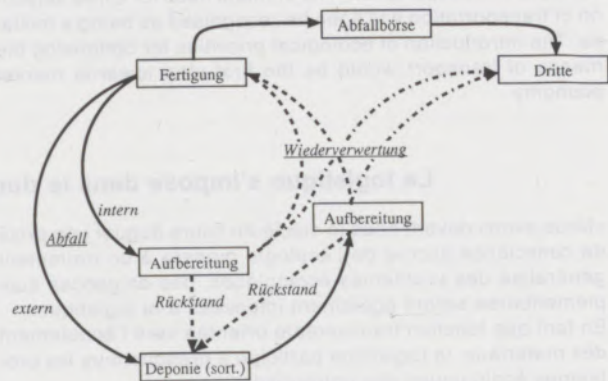 Abfallbörse
Fertigung
Dritte
Wiederverwertung
Aufbereitung
intern
Abfall
Aufbereitung
extern
Rückstand
Rückstand
Deponie (sort.)